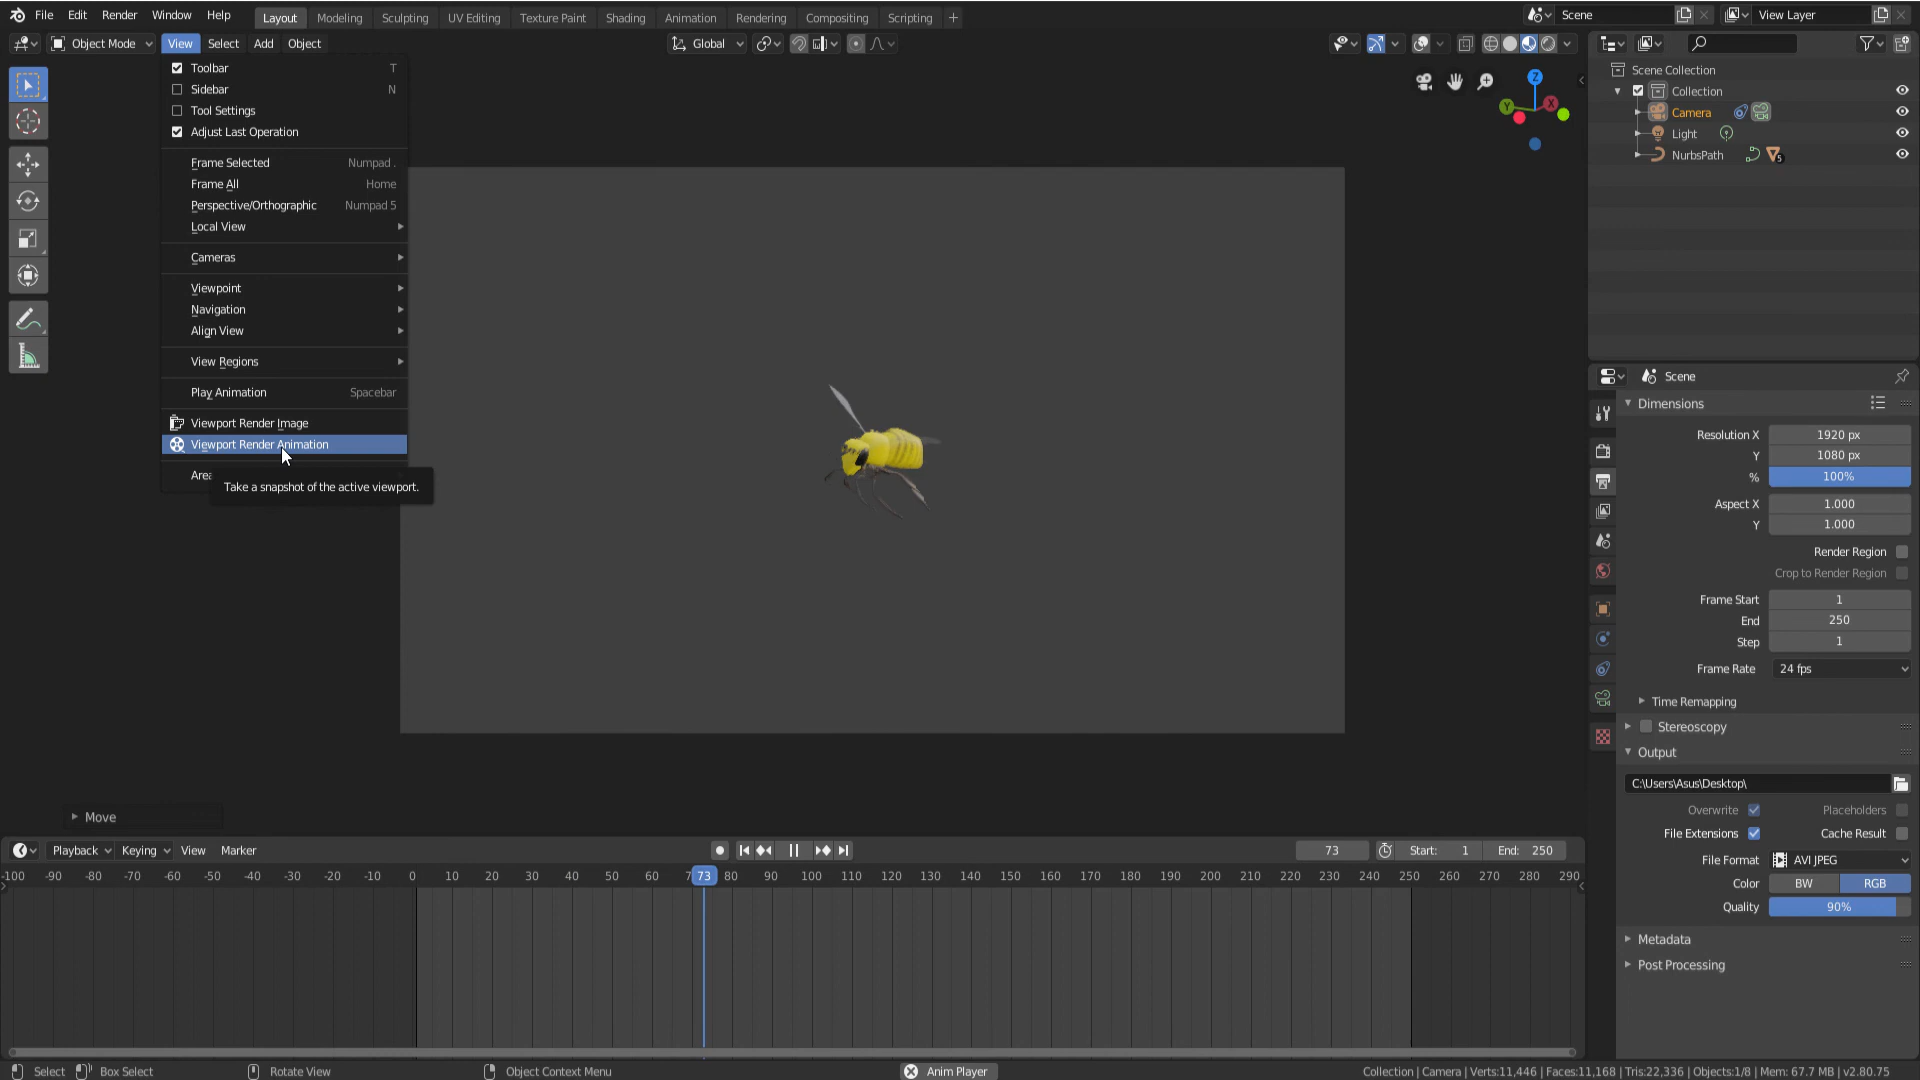 File Edit Render Window Help Layout Modeling Sculpting UV Editing Texture Paint Shading Animation Rendering Compositing Scripting + Scene View Layer
Object Mode View Select Add Object Global
Toolbar T
Sidebar N
Tool Settings
Adjust Last Operation
Frame Selected Numpad .
Frame All Home
Perspective/Orthographic Numpad 5
Local View
Cameras
Viewpoint
Navigation
Align View
View Regions
Play Animation Spacebar
Viewport Render Image
Viewport Render Animation
Area
Take a snapshot of the active viewport.
Z
Y X
Scene Collection
Collection
Camera
Light
NurbsPath 5
Scene
Dimensions
Resolution X 1920 px
Y 1080 px
% 100%
Aspect X 1.000
Y 1.000
Render Region
Crop to Render Region
Frame Start 1
End 250
Step 1
Frame Rate 24 fps
Time Remapping
Stereoscopy
Output
C:\Users\Asus\Desktop\
Overwrite Placeholders
File Extensions Cache Result
File Format AVI JPEG
Color BW RGB
Quality 90%
Metadata
Post Processing
Move
Playback Keying View Marker 73 Start: 1 End: 250
-100 -90 -80 -70 -60 -50 -40 -30 -20 -10 0 10 20 30 40 50 60 7 73 80 90 100 110 120 130 140 150 160 170 180 190 200 210 220 230 240 250 260 270 280 290
Select Box Select Rotate View Object Context Menu Anim Player Collection | Camera | Verts:11,446 | Faces:11,168 | Tris:22,336 | Objects:1/8 | Mem: 67.7 MB | v2.80.75